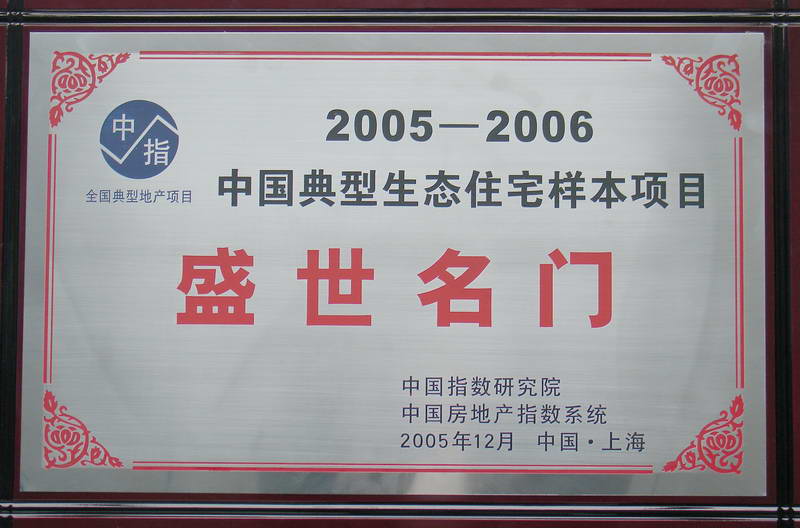 中指
全国典型地产项目
2005—2006
中国典型生态住宅样本项目
盛世名门
中国指数研究院
中国房地产指数系统
2005年12月 中国·上海